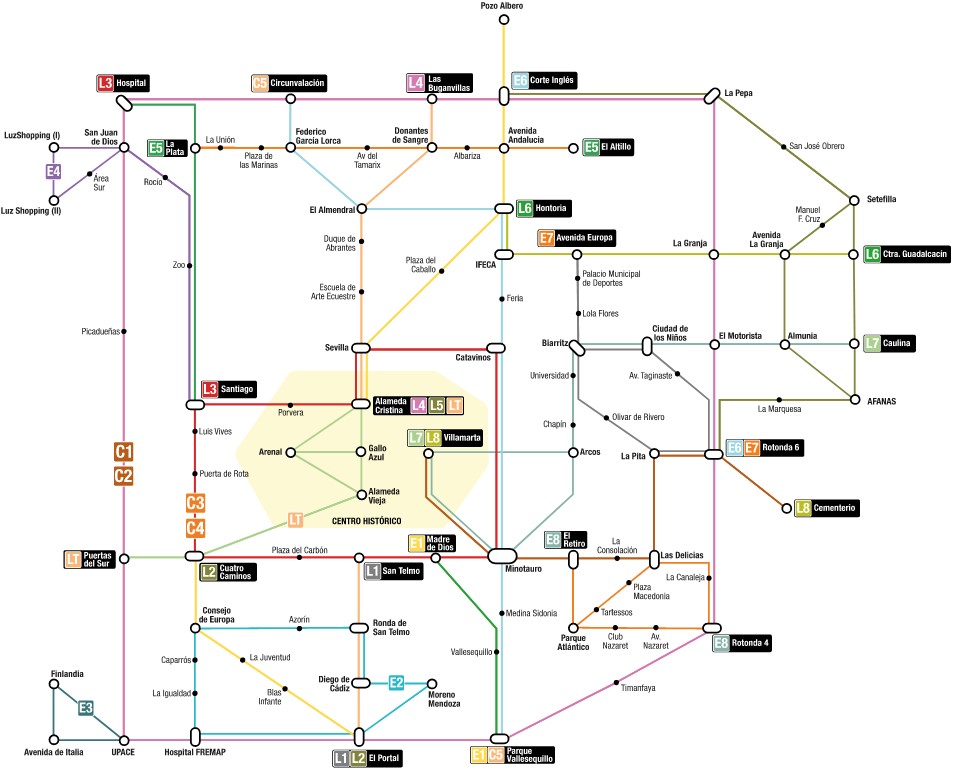 Pozo Albero
L3 Hospital
C5 Circunvalación
L4 Las
Buganvillas
E6 Corte Inglés
La Pepa
LuzShopping (I)
San Juan
de Dios
E5 La
Plata
La Unión
Plaza de
las Marinas
Federico
García Lorca
Av del
Tamarix
Donantes
de Sangre
Albariza
Avenida
Andalucía
E5 El Altillo
San José Obrero
E4
Área
Sur
Rocio
Luz Shopping (II)
El Almendral
L6 Hontoria
Manuel
F. Cruz
Setefilla
Duque de
Abrantes
Plaza del
Caballo
E7 Avenida Europa
IFECA
La Granja
Avenida
La Granja
L6 Ctra. Guadalcacín
Zoo
Escuela de
Arte Ecuestre
Feria
Palacio Municipal
de Deportes
Lola Flores
Picadueñas
Sevilla
Catavinos
Biarritz
Ciudad de
los Niños
El Motorista
Almunia
L7 Caulina
L3 Santiago
Porvera
Alameda
Cristina L4 L5 LT
Universidad
Av. Taginaste
La Marquesa
AFANAS
Luis Vives
Chapín
Olivar de Rivero
C1
C2
Arenal
Gallo
Azul
L7 L8 Villamarta
Arcos
La Pita
E6 E7 Rotonda 6
Puerta de Rota
Alameda
Vieja
C3
C4
LT
CENTRO HISTÓRICO
L8 Cementerio
LT Puertas
del Sur
Plaza del Carbón
E1 Madre
de Dios
E8 El
Retiro
La
Consolación
Las Delicias
L2 Cuatro
Caminos
L1 San Telmo
Minotauro
La Canaleja
Plaza
Macedonia
Consejo
de Europa
Azorín
Ronda de
San Telmo
Medina Sidonia
Tartessos
Parque
Atlántico
Club
Nazaret
Av.
Nazaret
E8 Rotonda 4
Caparrós
La Juventud
Vallesequillo
Finlandia
E3
La Igualdad
Blas
Infante
Diego de
Cádiz
E2
Moreno
Mendoza
Timanfaya
Avenida de Italia
UPACE
Hospital FREMAP
L1 L2 El Portal
E1 C5 Parque
Vallesequillo